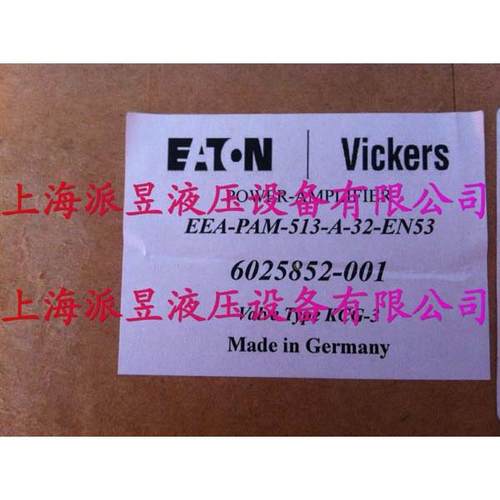 EATON | Vickers
POWER-AMPLIFIER
上海派昱液压设备有限公司
EEA-PAM-513-A-32-EN53
6025852-001
上海派昱液压设备有限公司
Valve Type KCG-3
Made in Germany